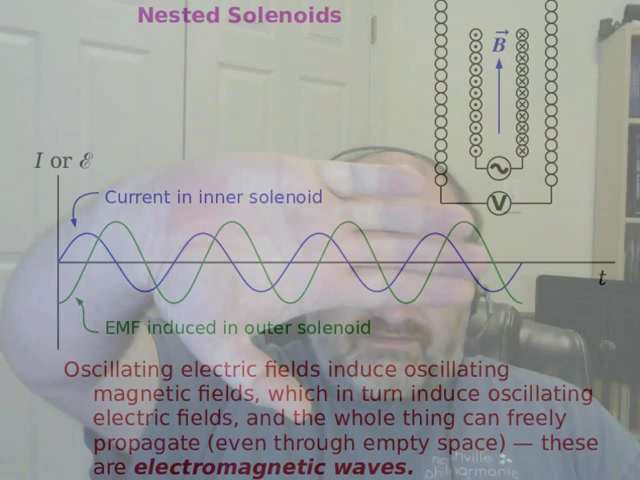 Nested Solenoids
B
I or ℰ
Current in inner solenoid
V
t
EMF induced in outer solenoid
Oscillating electric fields induce oscillating
magnetic fields, which in turn induce oscillating
electric fields, and the whole thing can freely
propagate (even through empty space) — these
are electromagnetic waves.
nashville
philharmonic